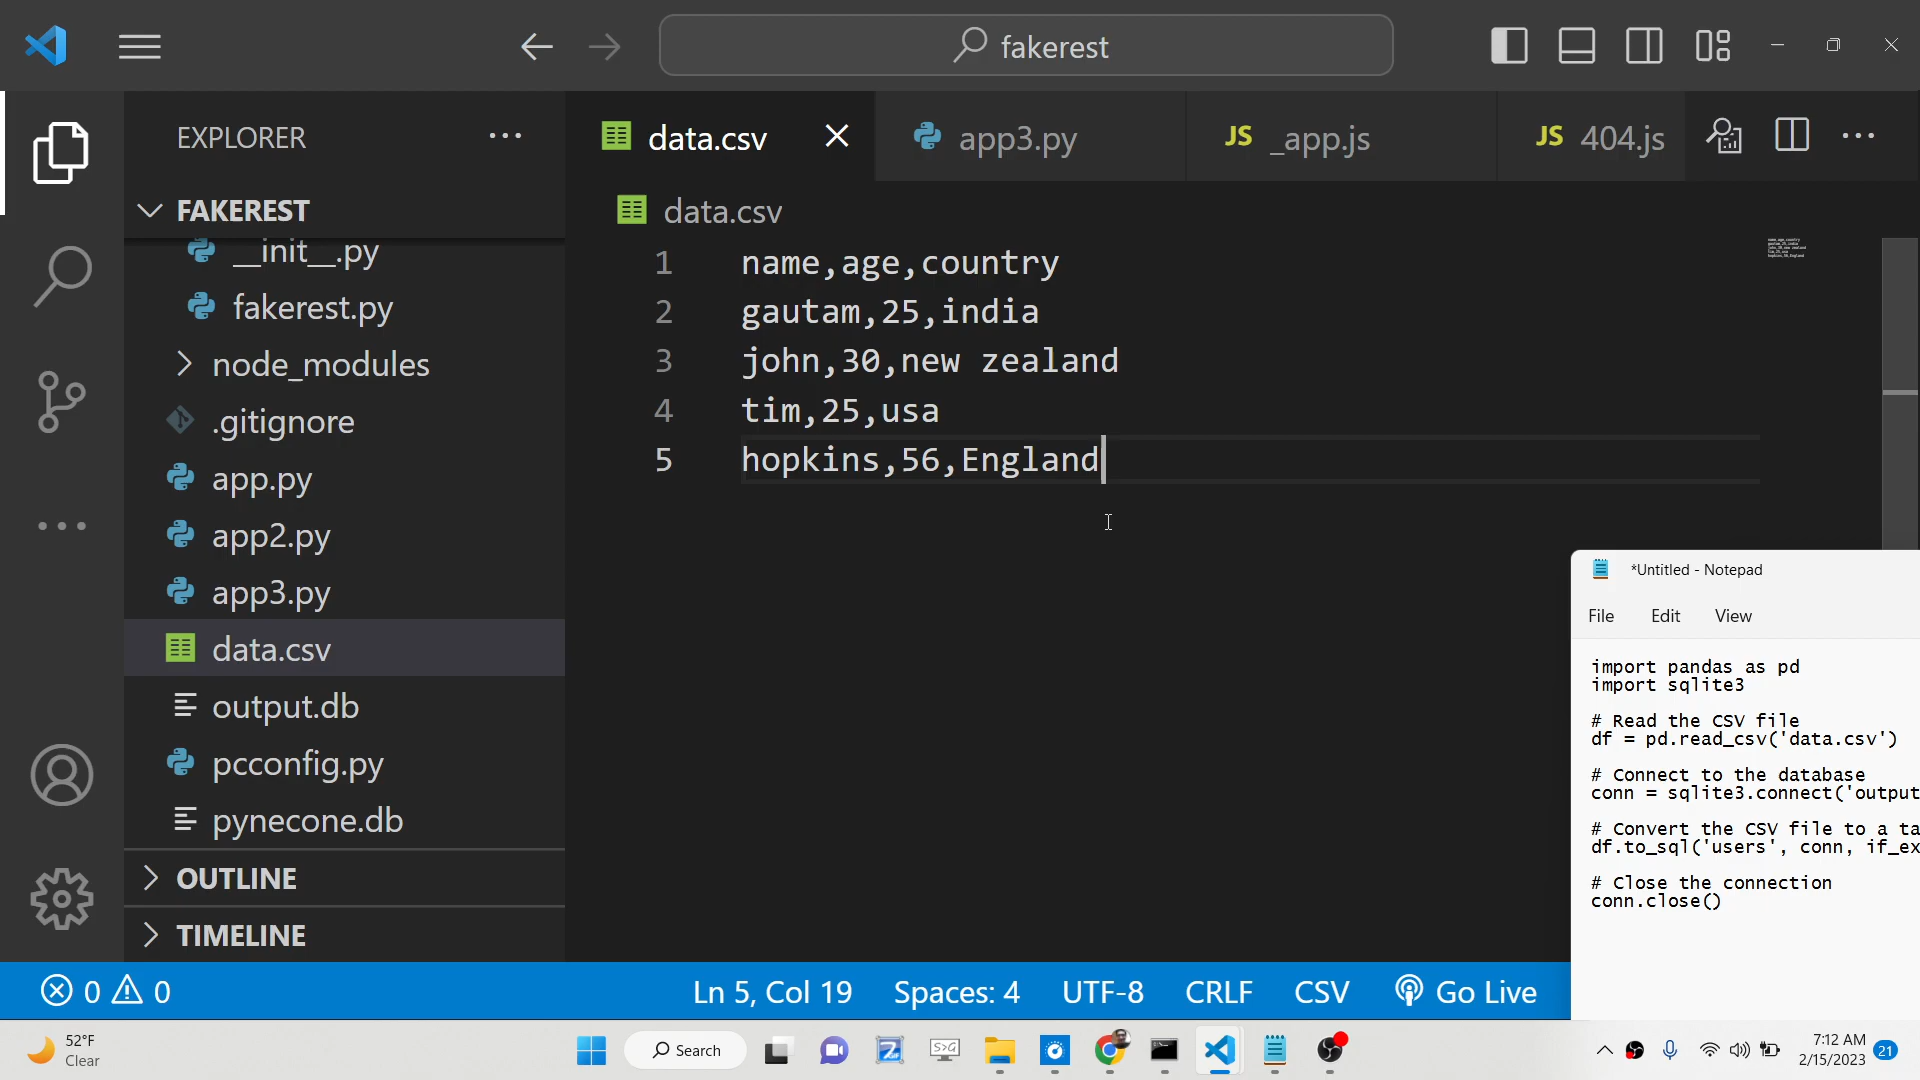 fakerest
EXPLORER
FAKEREST
__init__.py
fakerest.py
node_modules
.gitignore
app.py
app2.py
app3.py
data.csv
output.db
pcconfig.py
pynecone.db
OUTLINE
TIMELINE
data.csv
app3.py
JS _app.js
JS 404.js
data.csv
1 name,age,country
2 gautam,25,india
3 john,30,new zealand
4 tim,25,usa
5 hopkins,56,England
*Untitled - Notepad
File Edit View
import pandas as pd
import sqlite3
# Read the CSV file
df = pd.read_csv('data.csv')
# Connect to the database
conn = sqlite3.connect('output
# Convert the CSV file to a ta
df.to_sql('users', conn, if_ex
# Close the connection
conn.close()
0 0
Ln 5, Col 19 Spaces: 4 UTF-8 CRLF CSV Go Live
52°F
Clear
Search
S>G
7:12 AM
2/15/2023
21